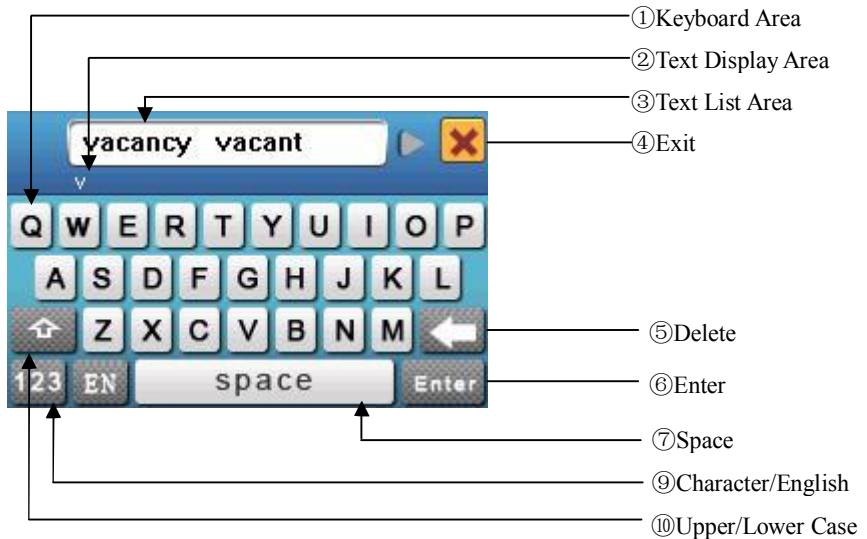 ①Keyboard Area
②Text Display Area
③Text List Area
vacancy vacant
④Exit
v
Q W E R T Y U I O P
A S D F G H J K L
Z X C V B N M
⑤Delete
123 EN space Enter
⑥Enter
⑦Space
⑨Character/English
⑩Upper/Lower Case